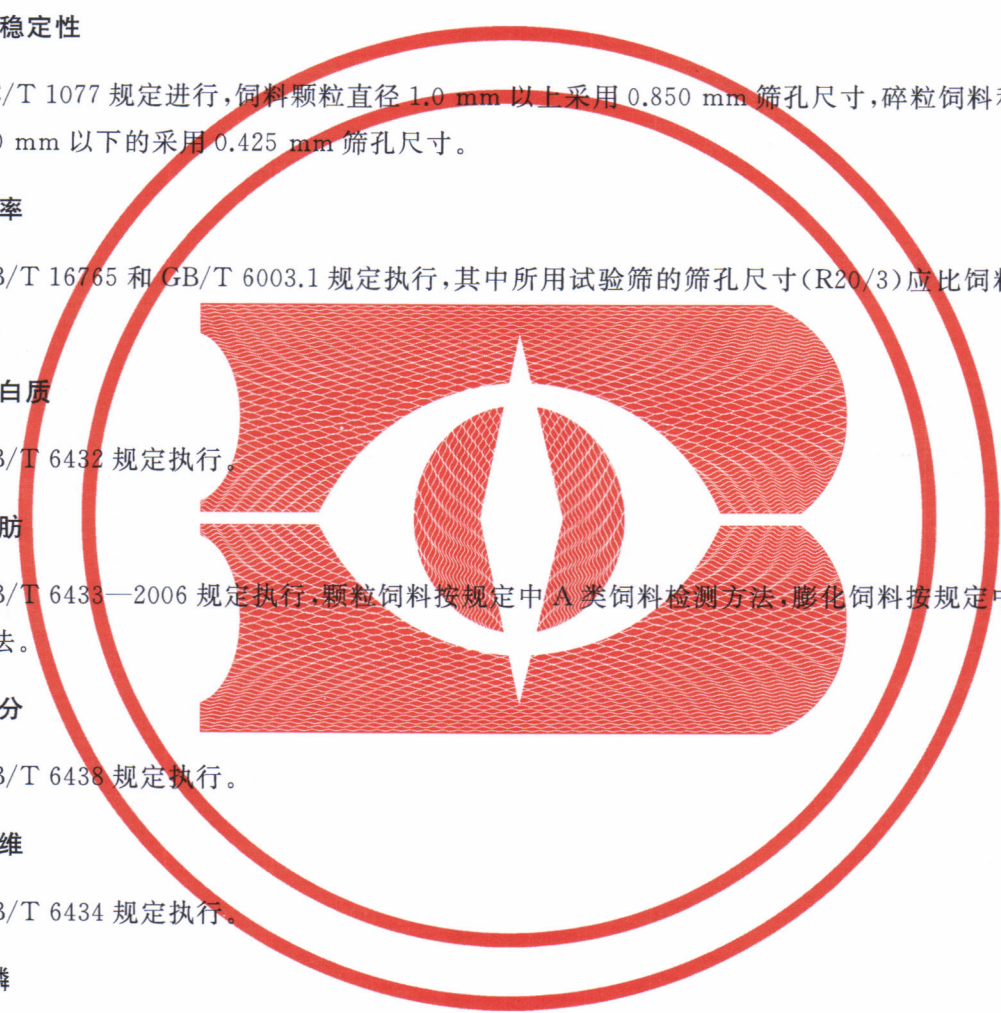 稳定性
/T 1077 规定进行,饲料颗粒直径 1.0 mm 以上采用 0.850 mm 筛孔尺寸,碎粒饲料
0 mm 以下的采用 0.425 mm 筛孔尺寸。
率
B/T 16765 和 GB/T 6003.1 规定执行,其中所用试验筛的筛孔尺寸(R20/3)应比饲料
白质
B/T 6432 规定执行。
肪
B/T 6433—2006 规定执行,颗粒饲料按规定中 A 类饲料检测方法,膨化饲料按规定中
法。
分
B/T 6438 规定执行。
维
B/T 6434 规定执行。
磷